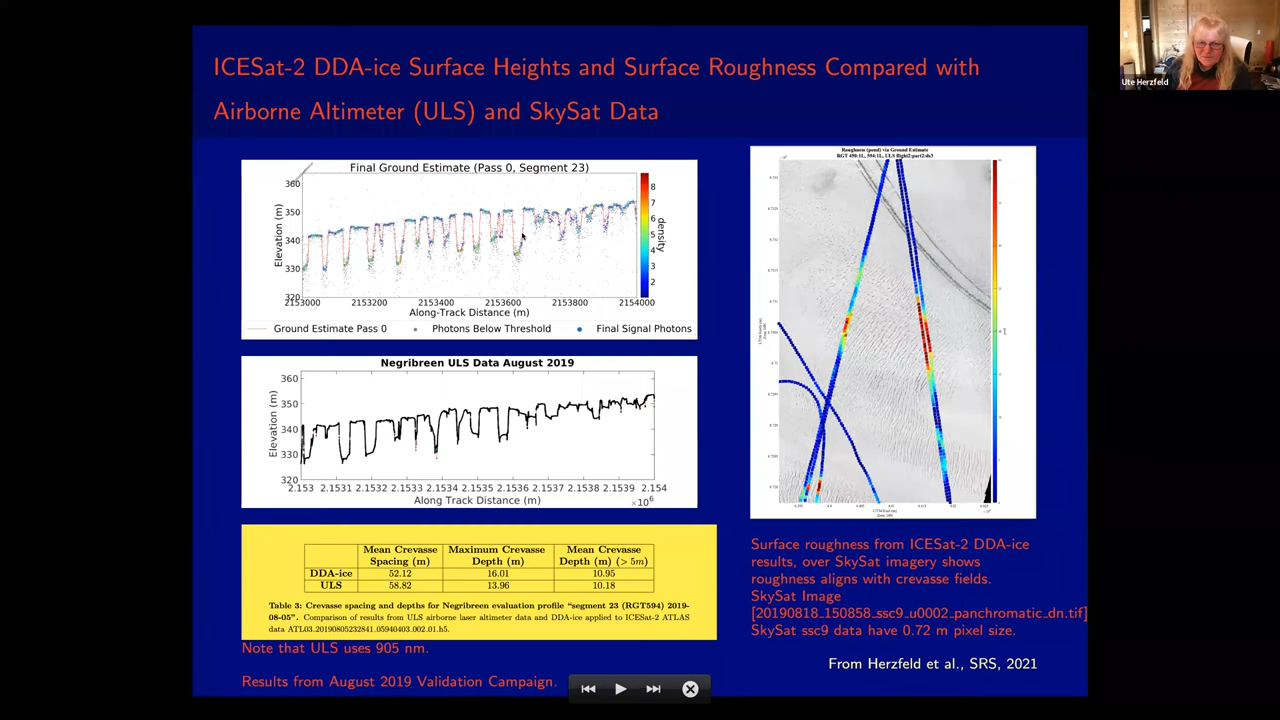 ICESat-2 DDA-ice Surface Heights and Surface Roughness Compared with
Airborne Altimeter (ULS) and SkySat Data
Ute Herzfeld
Final Ground Estimate (Pass 0, Segment 23)
Elevation (m)
360
350
340
330
320
2153000 2153200 2153400 2153600 2153800 2154000
Along-Track Distance (m)
8
7
6
5
4
3
2
density
Ground Estimate Pass 0 Photons Below Threshold Final Signal Photons
Negribreen ULS Data August 2019
Elevation (m)
360
350
340
330
320
2.153 2.1531 2.1532 2.1533 2.1534 2.1535 2.1536 2.1537 2.1538 2.1539 2.154
Along Track Distance (m)
×10⁶
Mean Crevasse Spacing (m) Maximum Crevasse Depth (m) Mean Crevasse Depth (m) (> 5m)
DDA-ice 52.12 16.01 10.95
ULS 58.82 13.96 10.18
Table 3: Crevasse spacing and depths for Negribreen evaluation profile "segment 23 (RGT594) 2019-
08-05". Comparison of results from ULS airborne laser altimeter data and DDA-ice applied to ICESat-2 ATLAS
data ATL03.20190805232841.05940403.002.01.h5.
Note that ULS uses 905 nm.
Results from August 2019 Validation Campaign.
Roughness (pond) via Ground Estimate
Surface roughness from ICESat-2 DDA-ice
results, over SkySat imagery shows
roughness aligns with crevasse fields.
SkySat Image
[20190818_150858_ssc9_u0002_panchromatic_dn.tif]
SkySat ssc9 data have 0.72 m pixel size.
From Herzfeld et al., SRS, 2021